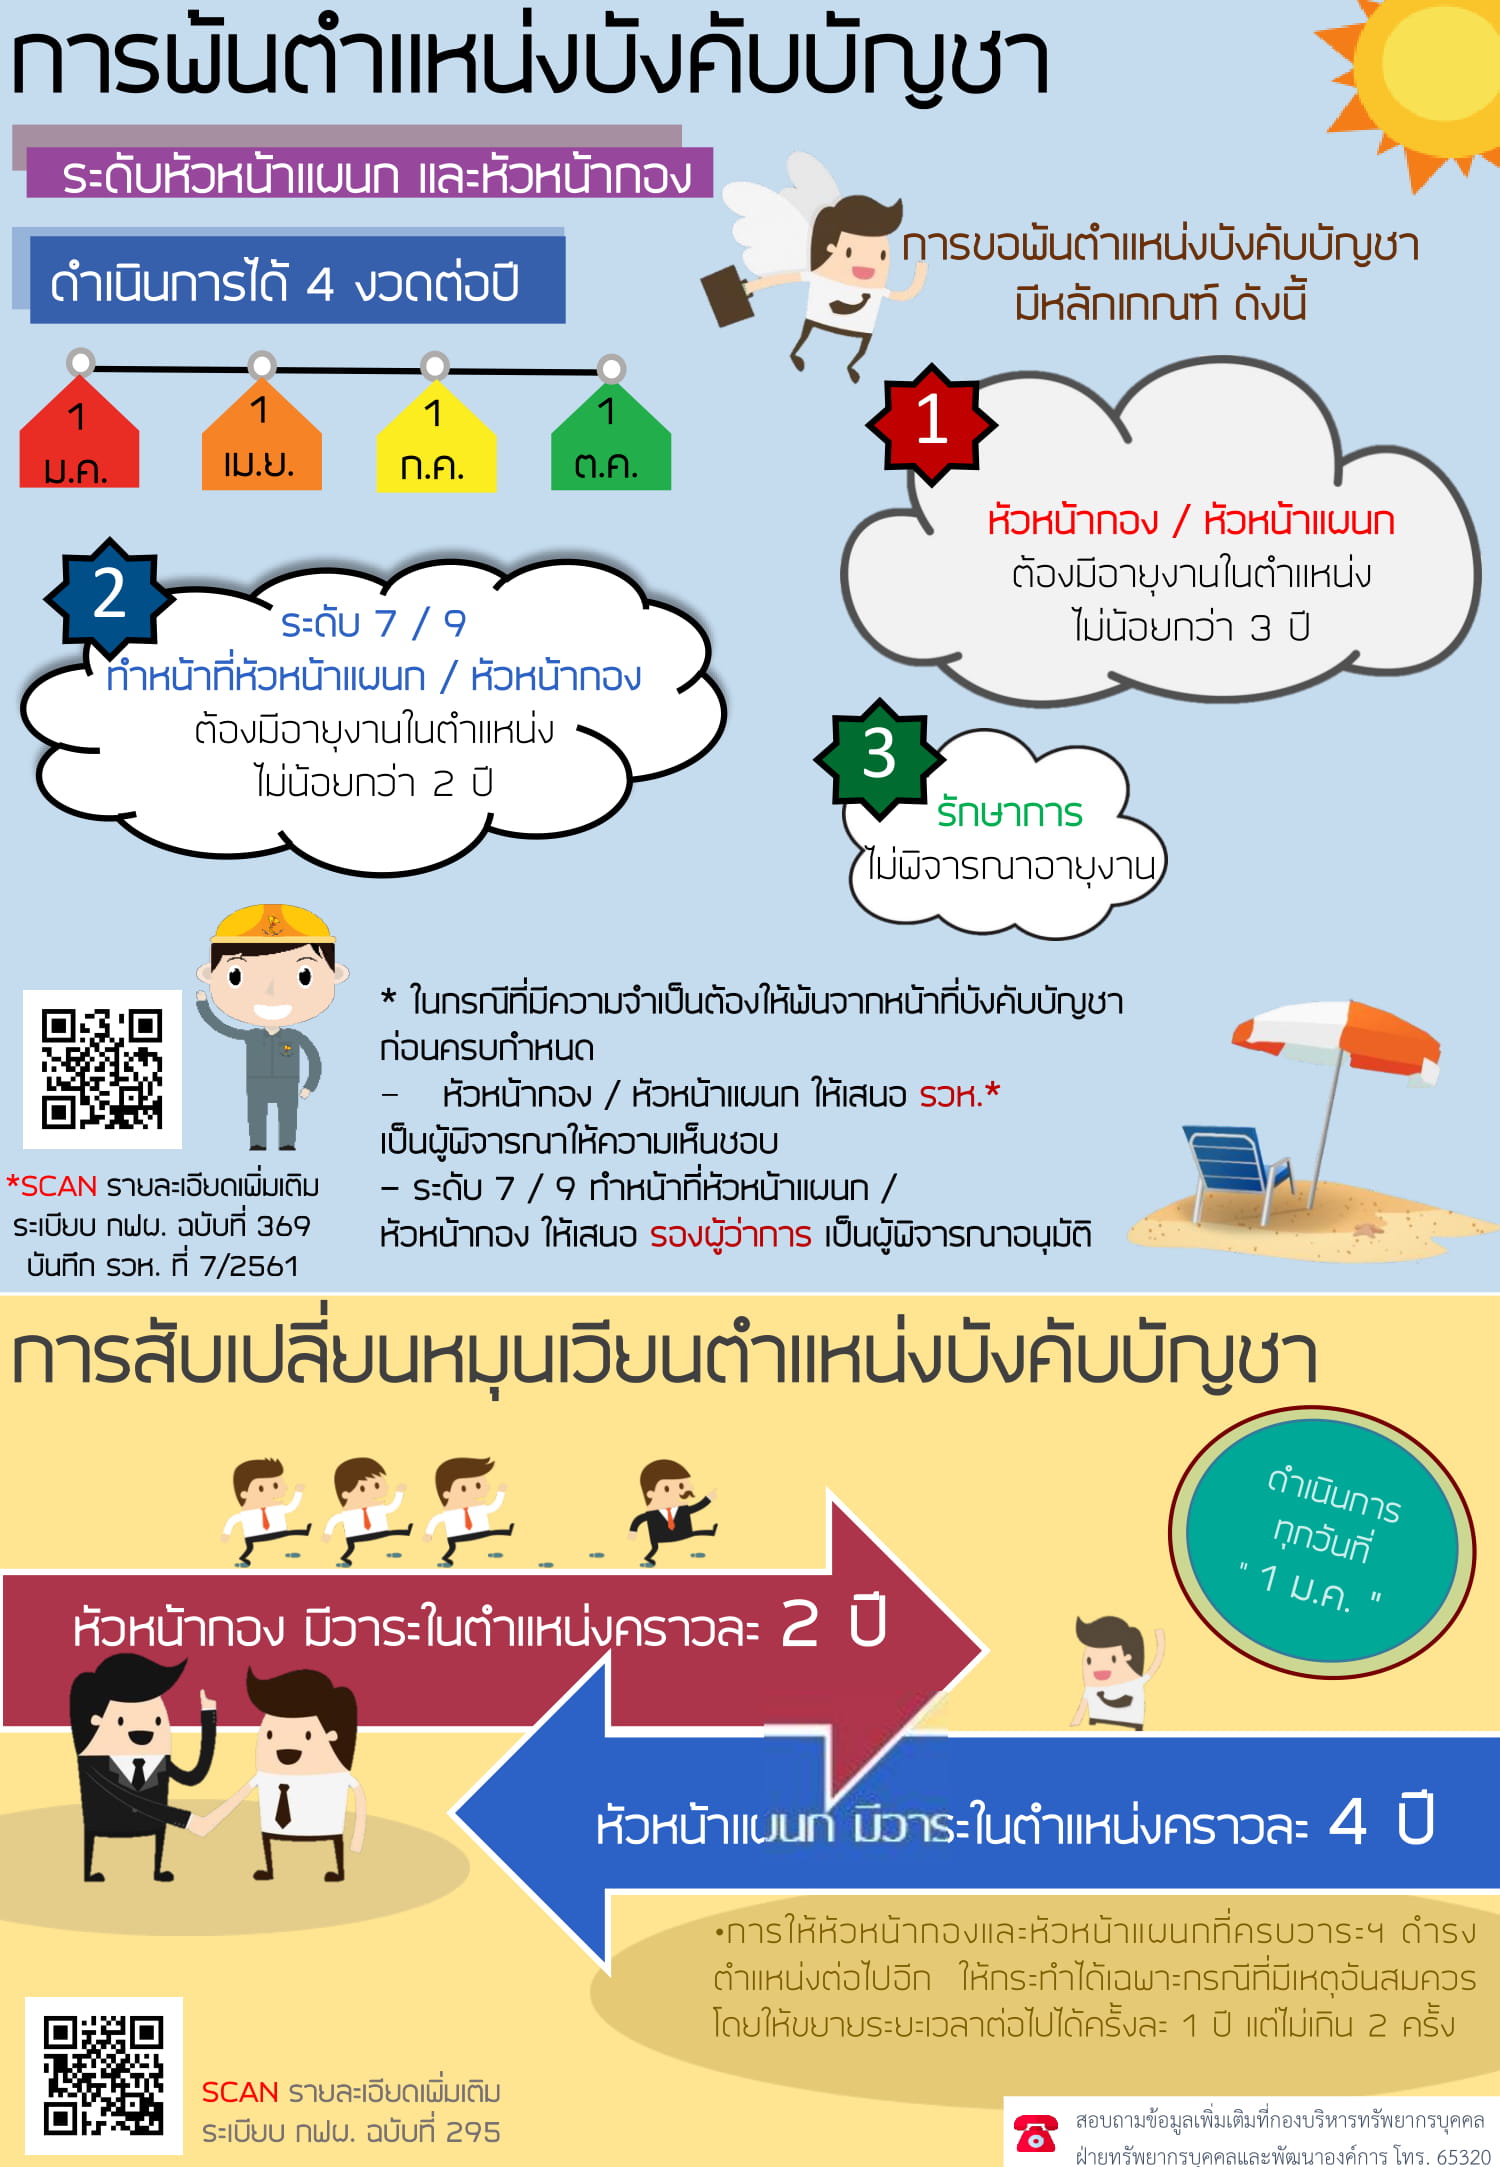 การพ้นตำแหน่งบังคับบัญชา
ระดับหัวหน้าแผนก และหัวหน้ากอง
ดำเนินการได้ 4 งวดต่อปี
1
ม.ค.
1
เม.ย.
1
ก.ค.
1
ต.ค.
การขอพ้นตำแหน่งบังคับบัญชา
มีหลักเกณฑ์ ดังนี้
1
หัวหน้ากอง / หัวหน้าแผนก
ต้องมีอายุงานในตำแหน่ง
ไม่น้อยกว่า 3 ปี
2
ระดับ 7 / 9
ทำหน้าที่หัวหน้าแผนก / หัวหน้ากอง
ต้องมีอายุงานในตำแหน่ง
ไม่น้อยกว่า 2 ปี
3
รักษาการ
ไม่พิจารณาอายุงาน
* ในกรณีที่มีความจำเป็นต้องให้พ้นจากหน้าที่บังคับบัญชา
ก่อนครบกำหนด
– หัวหน้ากอง / หัวหน้าแผนก ให้เสนอ รวห.*
เป็นผู้พิจารณาให้ความเห็นชอบ
– ระดับ 7 / 9 ทำหน้าที่หัวหน้าแผนก /
หัวหน้ากอง ให้เสนอ รองผู้ว่าการ เป็นผู้พิจารณาอนุมัติ
*SCAN รายละเอียดเพิ่มเติม
ระเบียบ กฟผ. ฉบับที่ 369
บันทึก รวห. ที่ 7/2561
การสับเปลี่ยนหมุนเวียนตำแหน่งบังคับบัญชา
ดำเนินการ
ทุกวันที่
" 1 ม.ค. "
หัวหน้ากอง มีวาระในตำแหน่งคราวละ 2 ปี
หัวหน้าแผนก มีวาระในตำแหน่งคราวละ 4 ปี
•การให้หัวหน้ากองและหัวหน้าแผนกที่ครบวาระฯ ดำรง
ตำแหน่งต่อไปอีก ให้กระทำได้เฉพาะกรณีที่มีเหตุอันสมควร
โดยให้ขยายระยะเวลาต่อไปได้ครั้งละ 1 ปี แต่ไม่เกิน 2 ครั้ง
SCAN รายละเอียดเพิ่มเติม
ระเบียบ กฟผ. ฉบับที่ 295
สอบถามข้อมูลเพิ่มเติมที่กองบริหารทรัพยากรบุคคล
ฝ่ายทรัพยากรบุคคลและพัฒนาองค์การ โทร. 65320